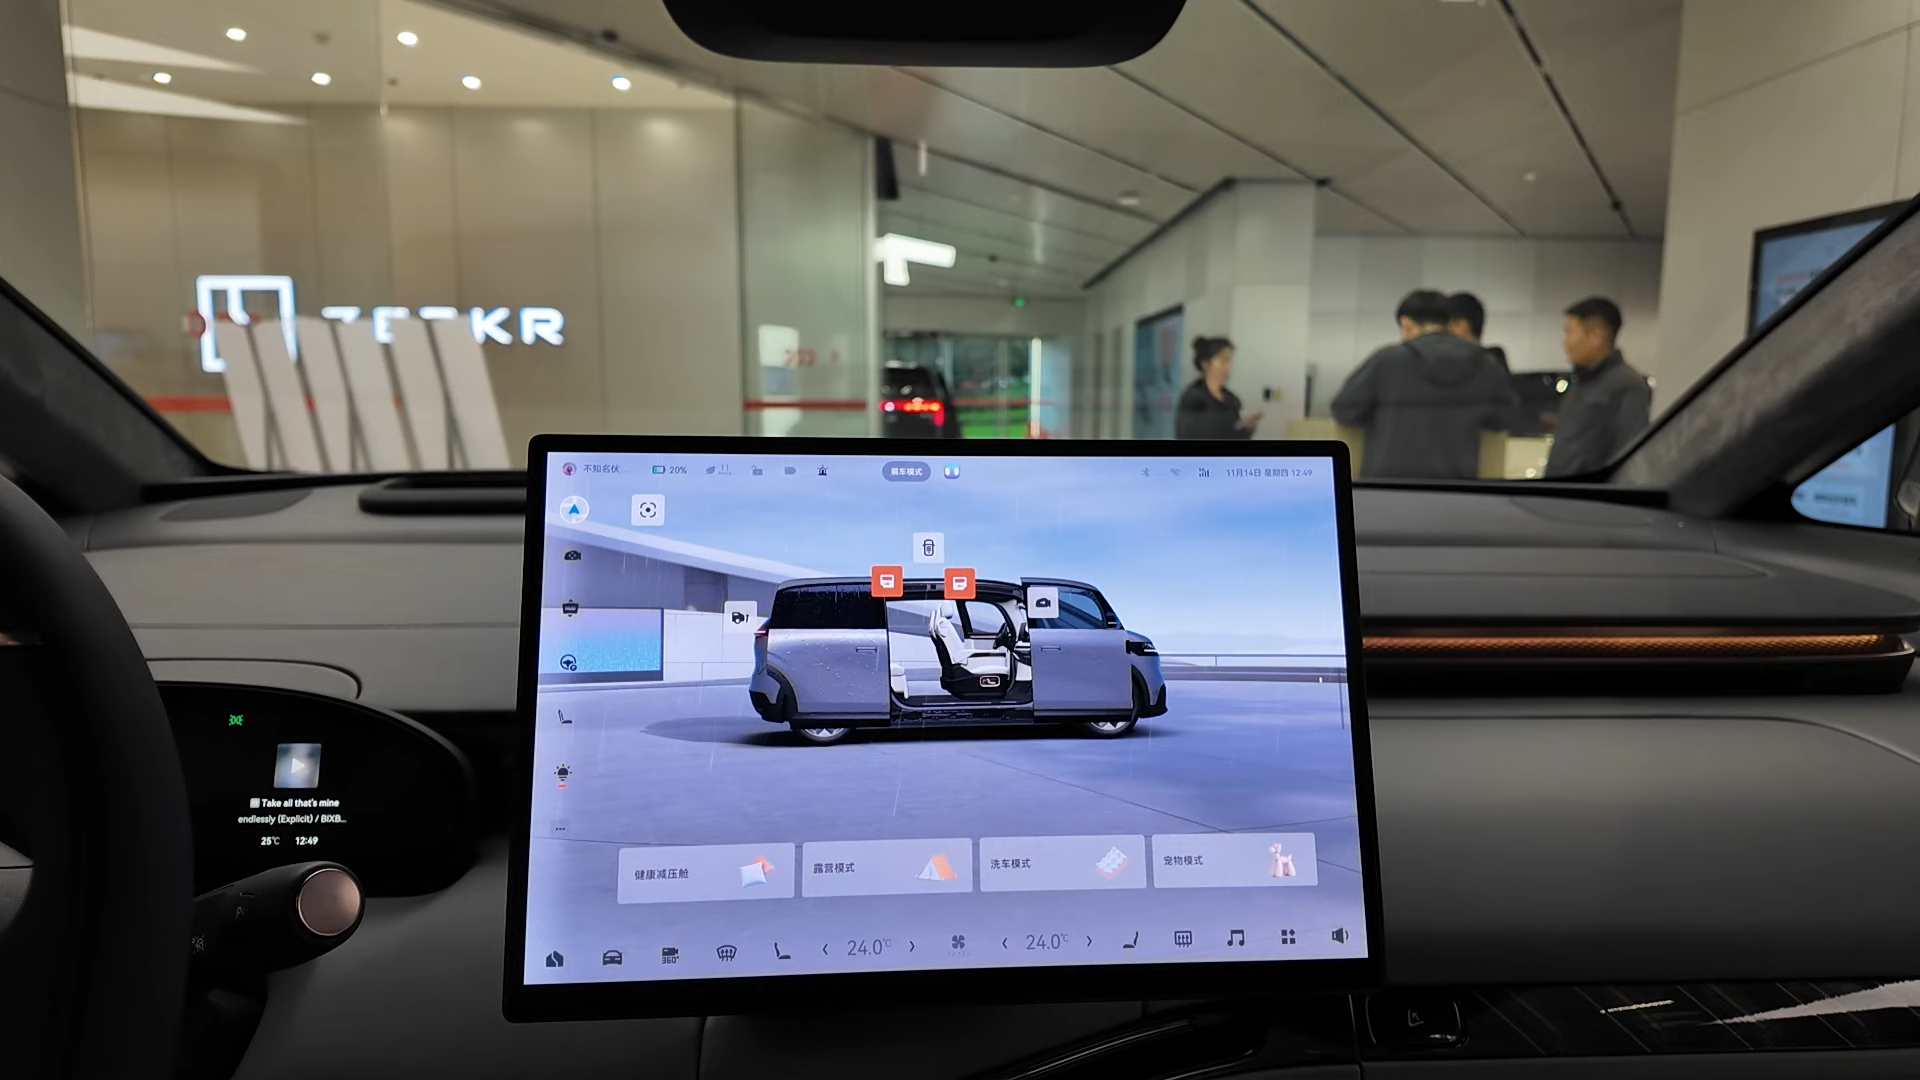 ZEEKR
不知名伙...
20%
展车模式
11月14日 星期四 12:49
Take all that's mine
endlessly (Explicit) / BIXB...
25℃ 12:49
健康减压舱
露营模式
洗车模式
宠物模式
360°
24.0℃
24.0℃